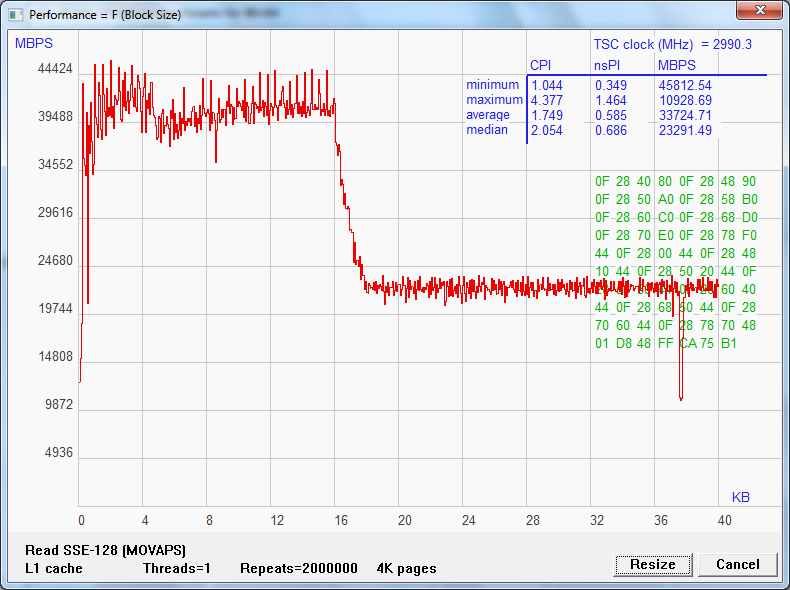 Performance = F (Block Size)
MBPS
TSC clock (MHz) = 2990.3
CPI nsPI MBPS
minimum 1.044 0.349 45812.54
maximum 4.377 1.464 10928.69
average 1.749 0.585 33724.71
median 2.054 0.686 23291.49
44424
39488
34552
29616
24680
19744
14808
9872
4936
0F 28 40 80 0F 28 48 90
0F 28 50 A0 0F 28 58 B0
0F 28 60 C0 0F 28 68 D0
0F 28 70 E0 0F 28 78 F0
44 0F 28 00 44 0F 28 48
10 44 0F 28 50 20 44 0F
60 40
44 0F 28 68 50 44 0F 28
70 60 44 0F 28 78 70 48
01 D8 48 FF CA 75 B1
KB
0 4 8 12 16 20 24 28 32 36 40
Read SSE-128 (MOVAPS)
L1 cache Threads=1 Repeats=2000000 4K pages
Resize Cancel